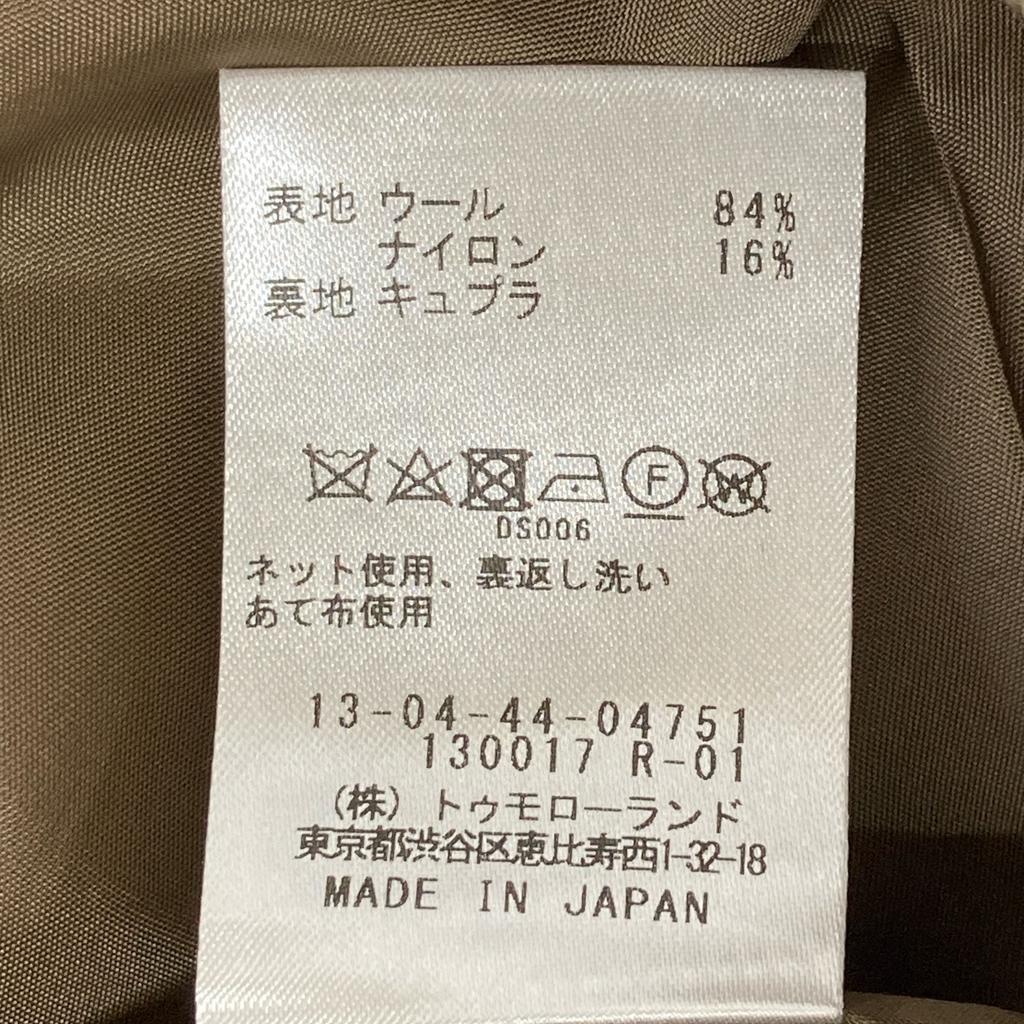 表地 ウール 84%
ナイロン 16%
裏地 キュプラ
F W
DS006
ネット使用、裏返し洗い
あて布使用
13-04-44-04751
130017 R-01
(株) トゥモローランド
東京都渋谷区恵比寿西1-32-18
MADE IN JAPAN